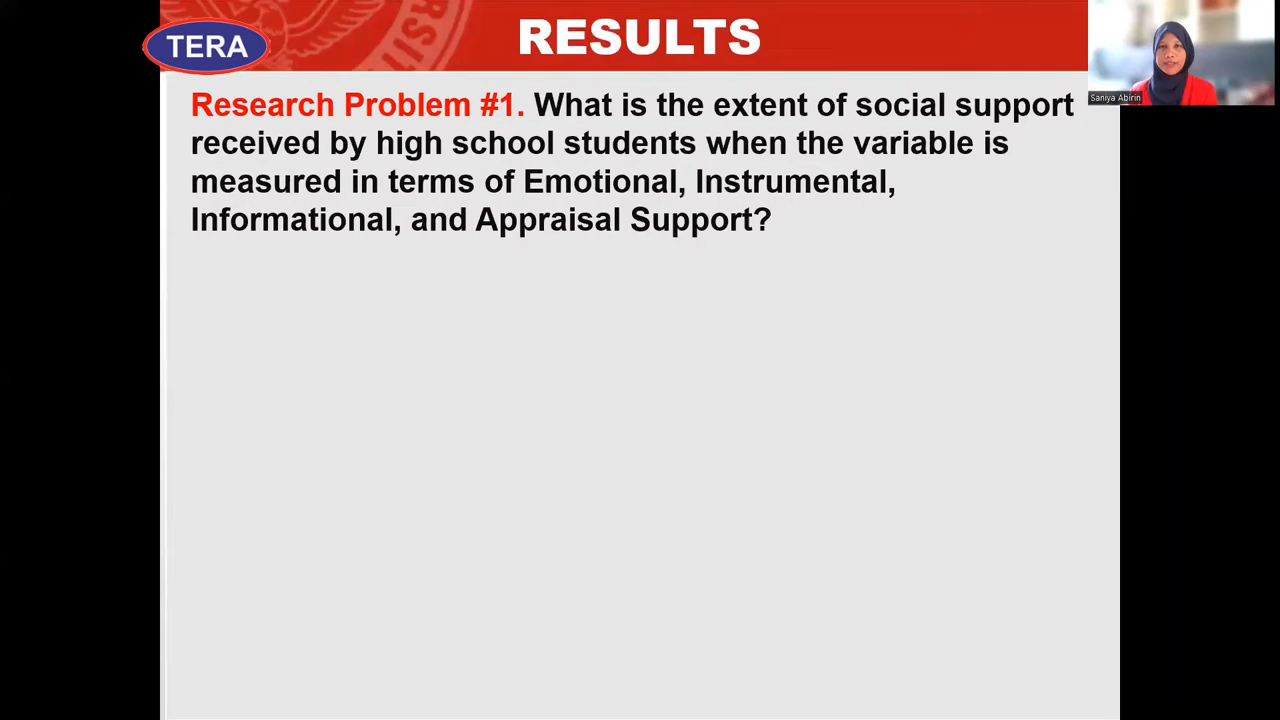 TERA
RESULTS
Saniya Abirin
Research Problem #1. What is the extent of social support
received by high school students when the variable is
measured in terms of Emotional, Instrumental,
Informational, and Appraisal Support?